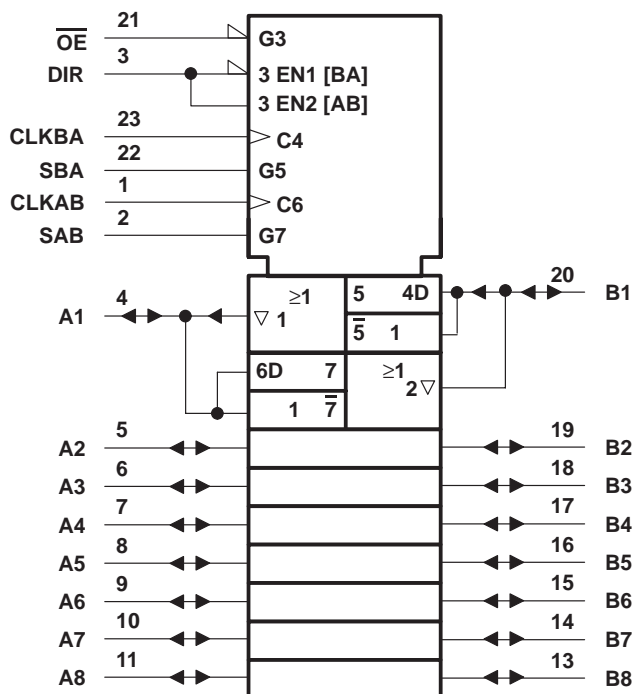 OE 21 G3
DIR 3 3 EN1 [BA]
3 EN2 [AB]
CLKBA 23 C4
SBA 22 G5
CLKAB 1 C6
SAB 2 G7
A1 4 ≥1 ▽ 1 5 4D 20 B1
5̅ 1
6D 7 ≥1 2 ▽
1 7̅
A2 5 19 B2
A3 6 18 B3
A4 7 17 B4
A5 8 16 B5
A6 9 15 B6
A7 10 14 B7
A8 11 13 B8